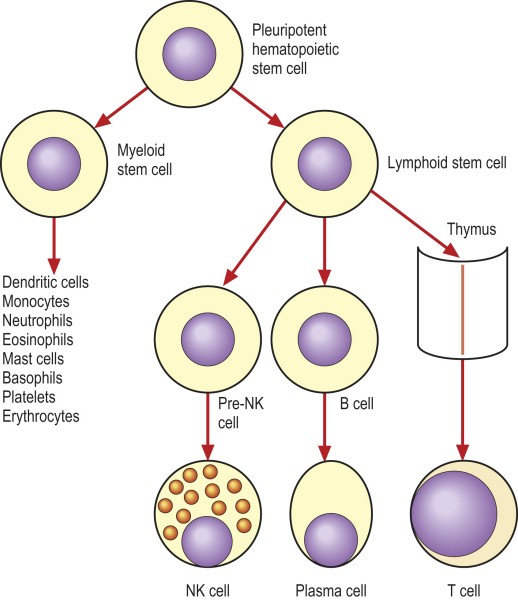 Pleuripotent
hematopoietic
stem cell
Myeloid
stem cell
Lymphoid stem cell
Thymus
Dendritic cells
Monocytes
Neutrophils
Eosinophils
Mast cells
Basophils
Platelets
Erythrocytes
Pre-NK
cell
B cell
NK cell
Plasma cell
T cell